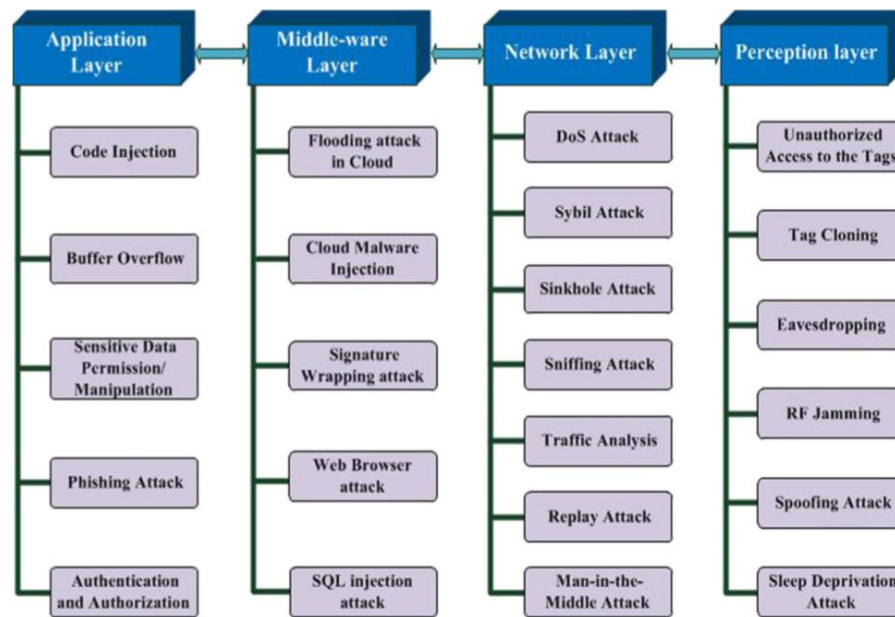 Application
Layer
Middle-ware
Layer
Network Layer
Perception layer
Code Injection
Buffer Overflow
Sensitive Data
Permission/
Manipulation
Phishing Attack
Authentication
and Authorization
Flooding attack
in Cloud
Cloud Malware
Injection
Signature
Wrapping attack
Web Browser
attack
SQL injection
attack
DoS Attack
Sybil Attack
Sinkhole Attack
Sniffing Attack
Traffic Analysis
Replay Attack
Man-in-the-
Middle Attack
Unauthorized
Access to the Tags
Tag Cloning
Eavesdropping
RF Jamming
Spoofing Attack
Sleep Deprivation
Attack